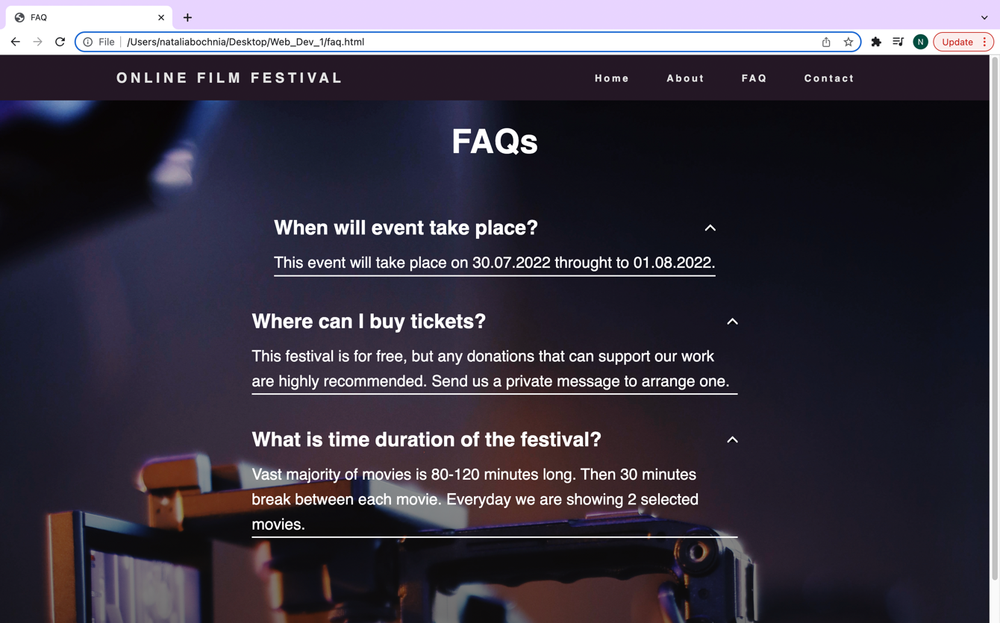 FAQ
File /Users/nataliabochnia/Desktop/Web_Dev_1/faq.html
N
Update
ONLINE FILM FESTIVAL
Home About FAQ Contact
FAQs
When will event take place?
This event will take place on 30.07.2022 throught to 01.08.2022.
Where can I buy tickets?
This festival is for free, but any donations that can support our work
are highly recommended. Send us a private message to arrange one.
What is time duration of the festival?
Vast majority of movies is 80-120 minutes long. Then 30 minutes
break between each movie. Everyday we are showing 2 selected
movies.